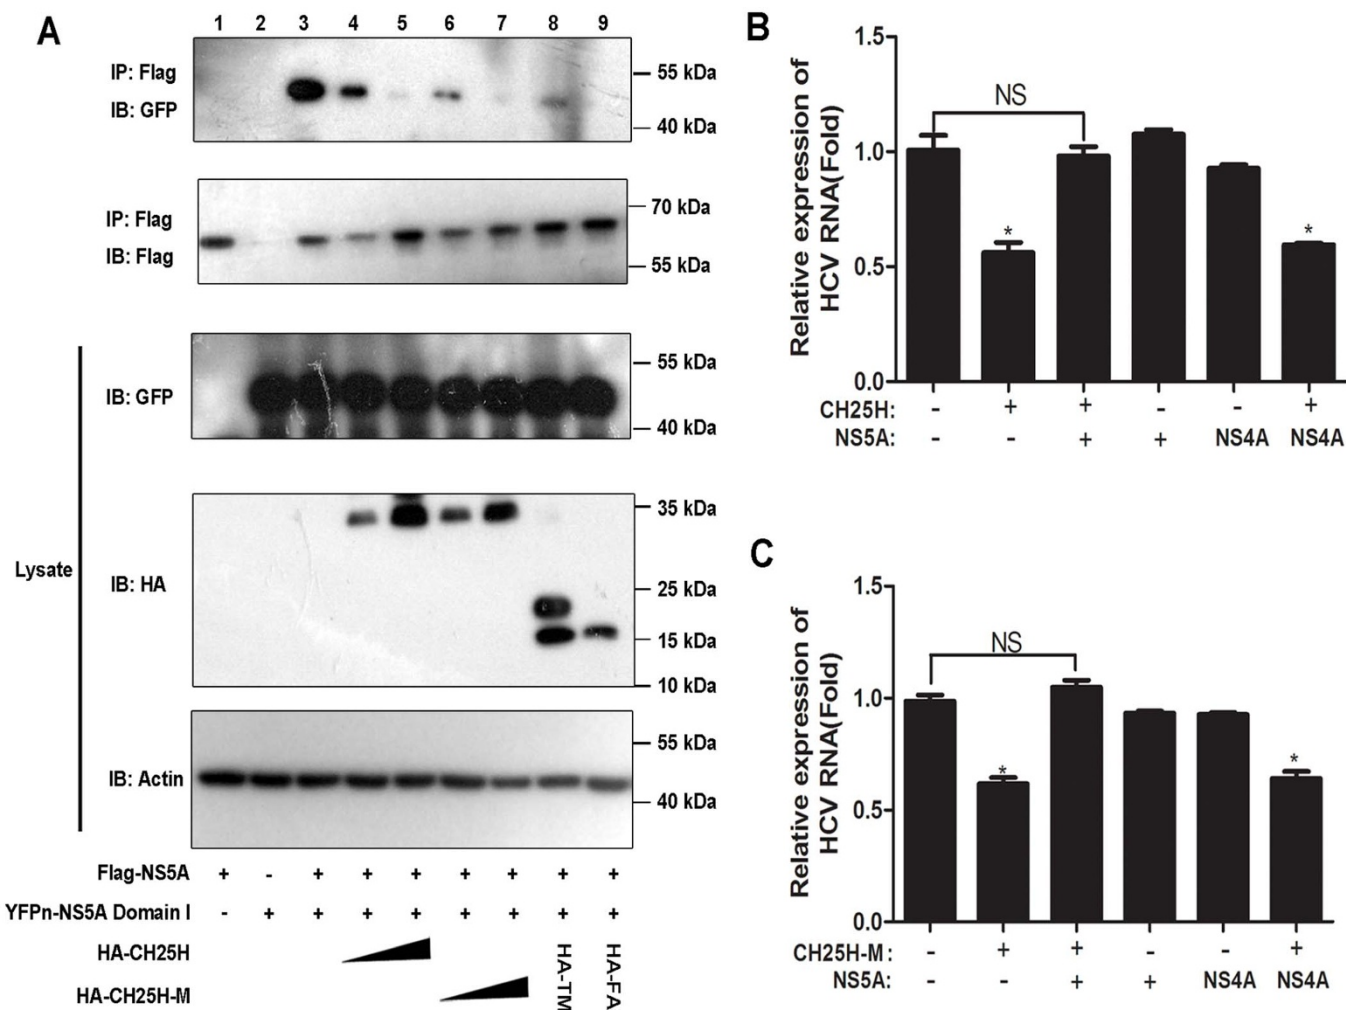 A
1 2 3 4 5 6 7 8 9
IP: Flag
IB: GFP
55 kDa
40 kDa
IP: Flag
IB: Flag
70 kDa
55 kDa
Lysate
IB: GFP
55 kDa
40 kDa
IB: HA
35 kDa
25 kDa
15 kDa
10 kDa
IB: Actin
55 kDa
40 kDa
Flag-NS5A + - + + + + + + +
YFPn-NS5A Domain I - + + + + + + + +
HA-CH25H
HA-CH25H-M
HA-TM
HA-FA
B
Relative expression of
HCV RNA(Fold)
1.5
1.0
0.5
0.0
NS
*
*
CH25H: - + + - - +
NS5A: - - + + NS4A NS4A
C
Relative expression of
HCV RNA(Fold)
1.5
1.0
0.5
0.0
NS
*
*
CH25H-M: - + + - - +
NS5A: - - + + NS4A NS4A